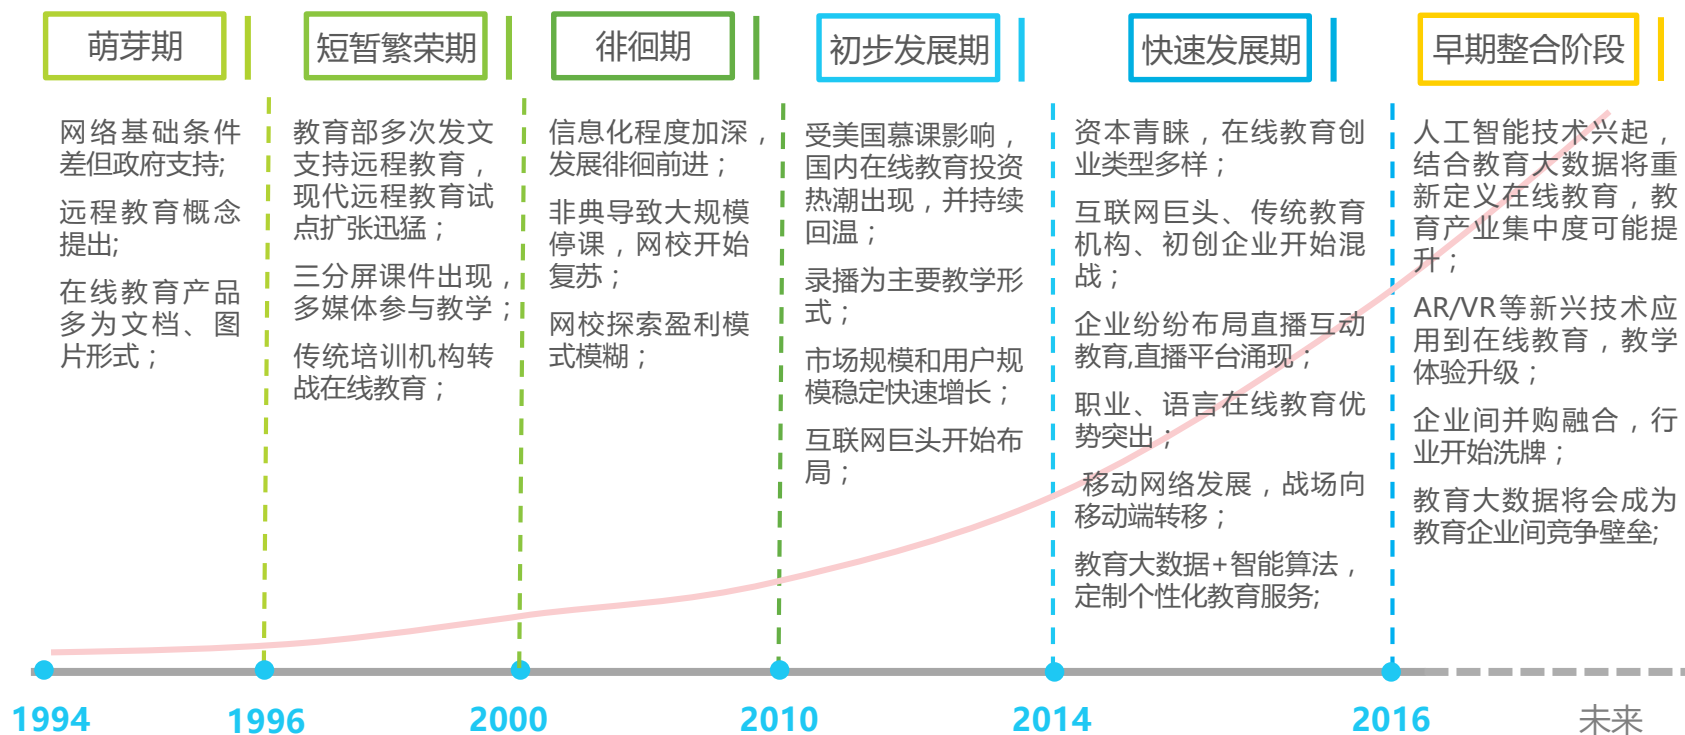 萌芽期
短暂繁荣期
徘徊期
初步发展期
快速发展期
早期整合阶段
网络基础条件
差但政府支持;
远程教育概念
提出;
在线教育产品
多为文档、图
片形式；
教育部多次发文
支持远程教育，
现代远程教育试
点扩张迅猛；
三分屏课件出现，
多媒体参与教学；
传统培训机构转
战在线教育；
信息化程度加深，
发展徘徊前进；
非典导致大规模
停课，网校开始
复苏；
网校探索盈利模
式模糊；
受美国慕课影响，
国内在线教育投资
热潮出现，并持续
回温；
录播为主要教学形
式；
市场规模和用户规
模稳定快速增长；
互联网巨头开始布
局；
资本青睐，在线教育创
业类型多样；
互联网巨头、传统教育
机构、初创企业开始混
战；
企业纷纷布局直播互动
教育,直播平台涌现；
职业、语言在线教育优
势突出；
移动网络发展，战场向
移动端转移；
教育大数据+智能算法，
定制个性化教育服务;
人工智能技术兴起，
结合教育大数据将重
新定义在线教育，教
育产业集中度可能提
升；
AR/VR等新兴技术应
用到在线教育，教学
体验升级；
企业间并购融合，行
业开始洗牌；
教育大数据将会成为
教育企业间竞争壁垒;
1994
1996
2000
2010
2014
2016
未来